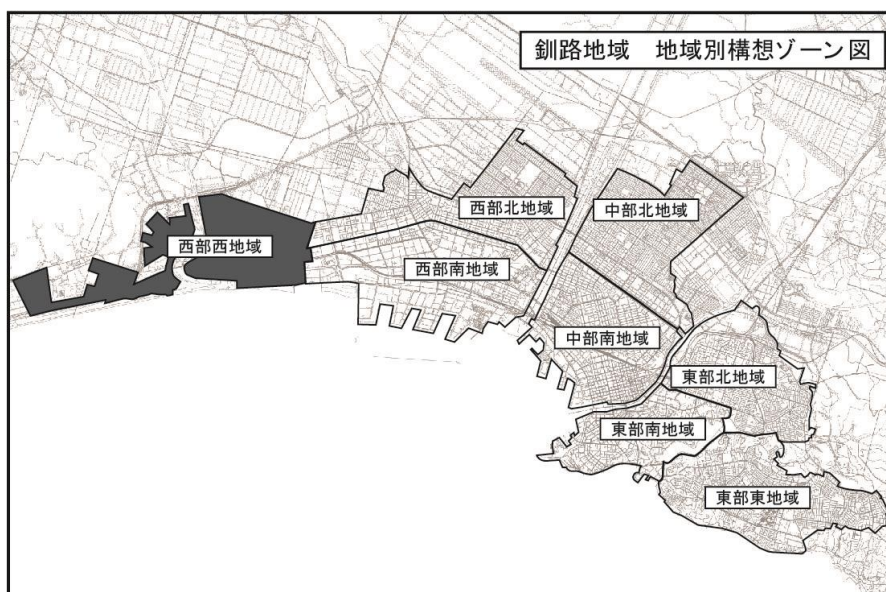 釧路地域　地域別構想ゾーン図
西部北地域
中部北地域
西部西地域
西部南地域
中部南地域
東部北地域
東部南地域
東部東地域